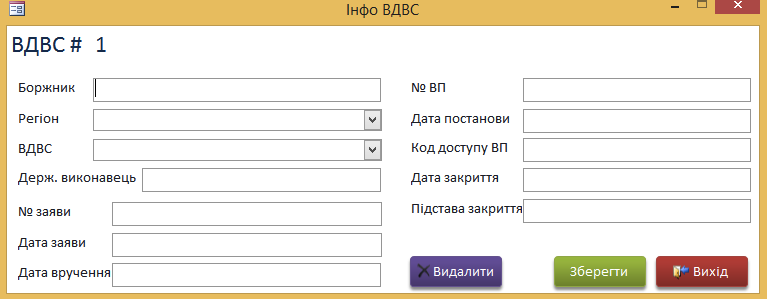 Інфо ВДВС
ВДВС # 1
Боржник
Регіон
ВДВС
Держ. виконавець
№ заяви
Дата заяви
Дата вручення
№ ВП
Дата постанови
Код доступу ВП
Дата закриття
Підстава закриття
Видалити
Зберегти
Вихід